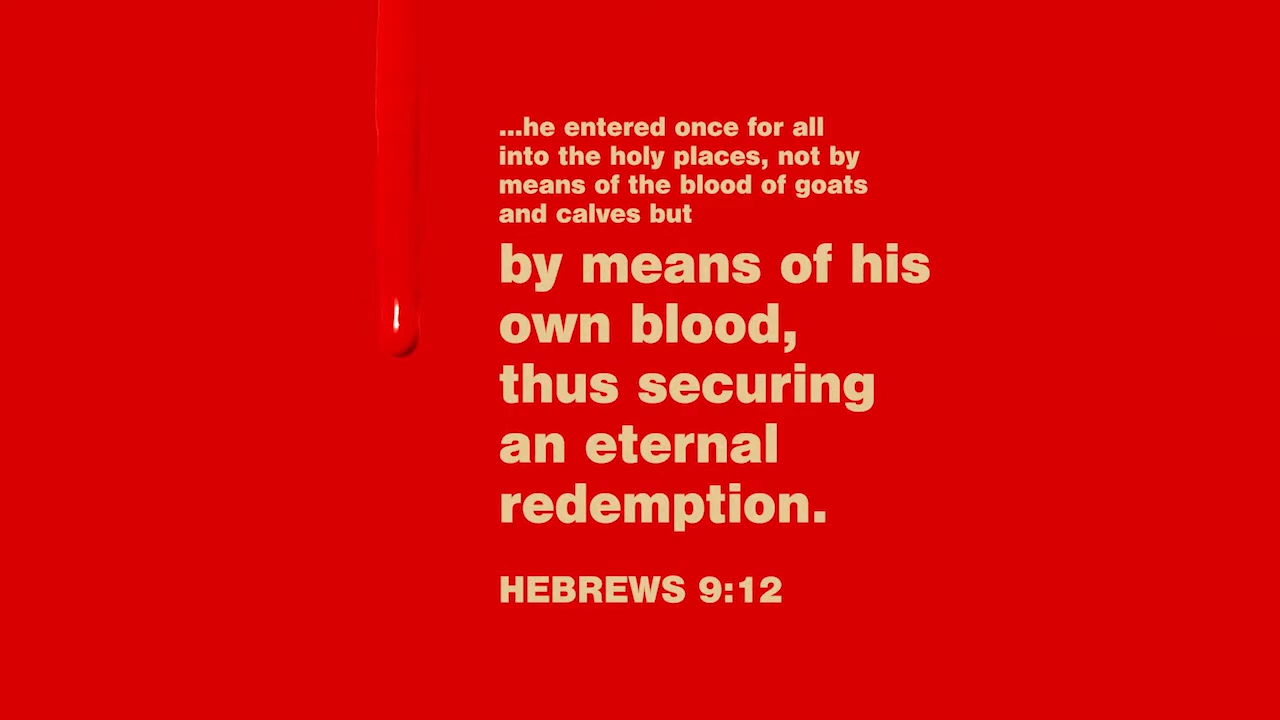 ...he entered once for all
into the holy places, not by
means of the blood of goats
and calves but
by means of his
own blood,
thus securing
an eternal
redemption.
HEBREWS 9:12